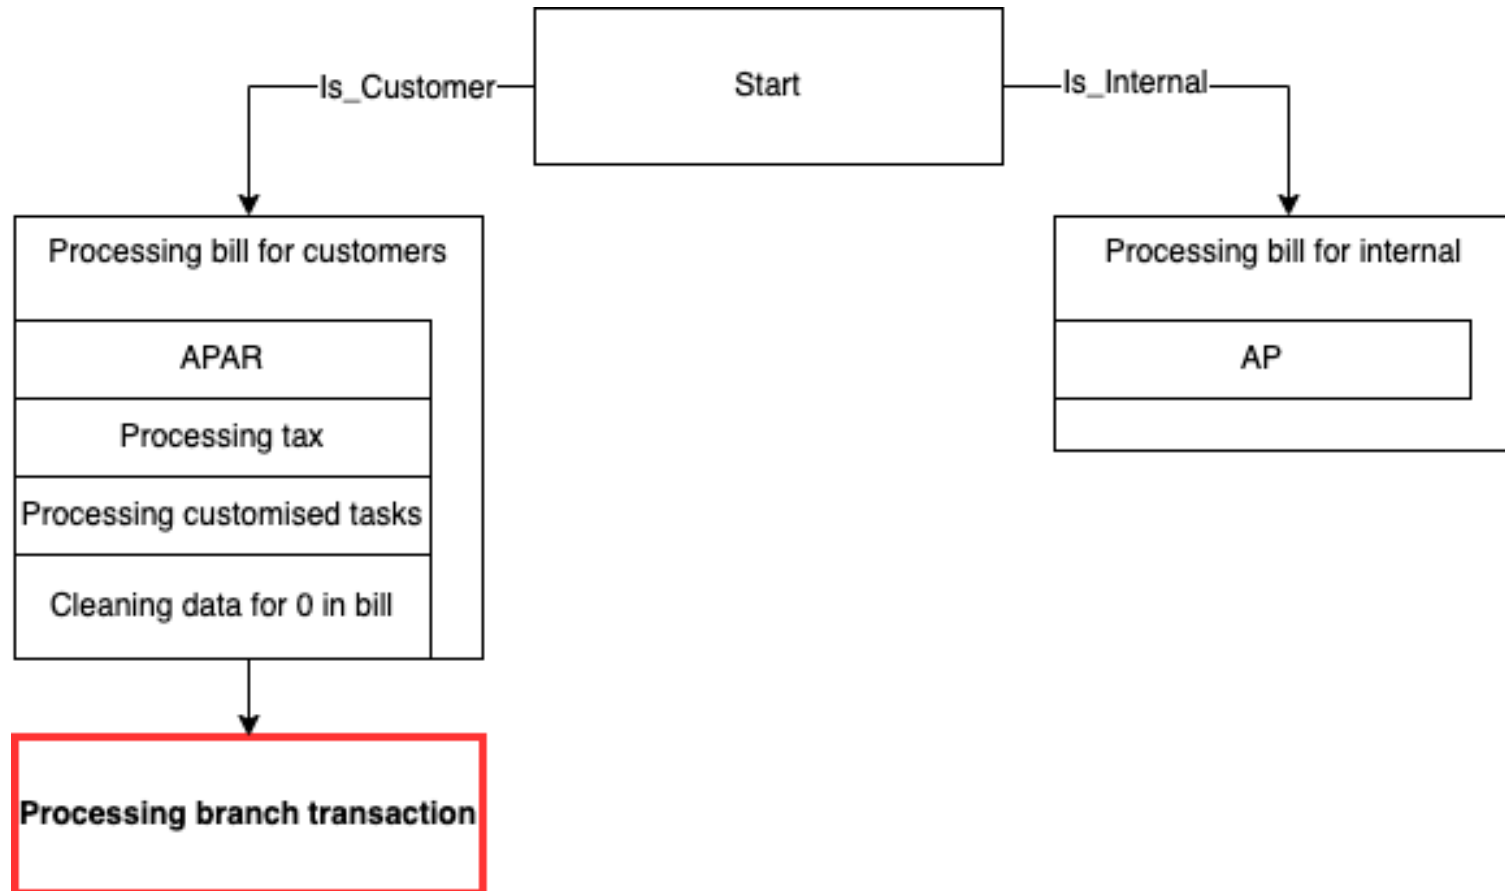 Start
Is_Customer
Is_Internal
Processing bill for customers
APAR
Processing tax
Processing customised tasks
Cleaning data for 0 in bill
Processing bill for internal
AP
Processing branch transaction